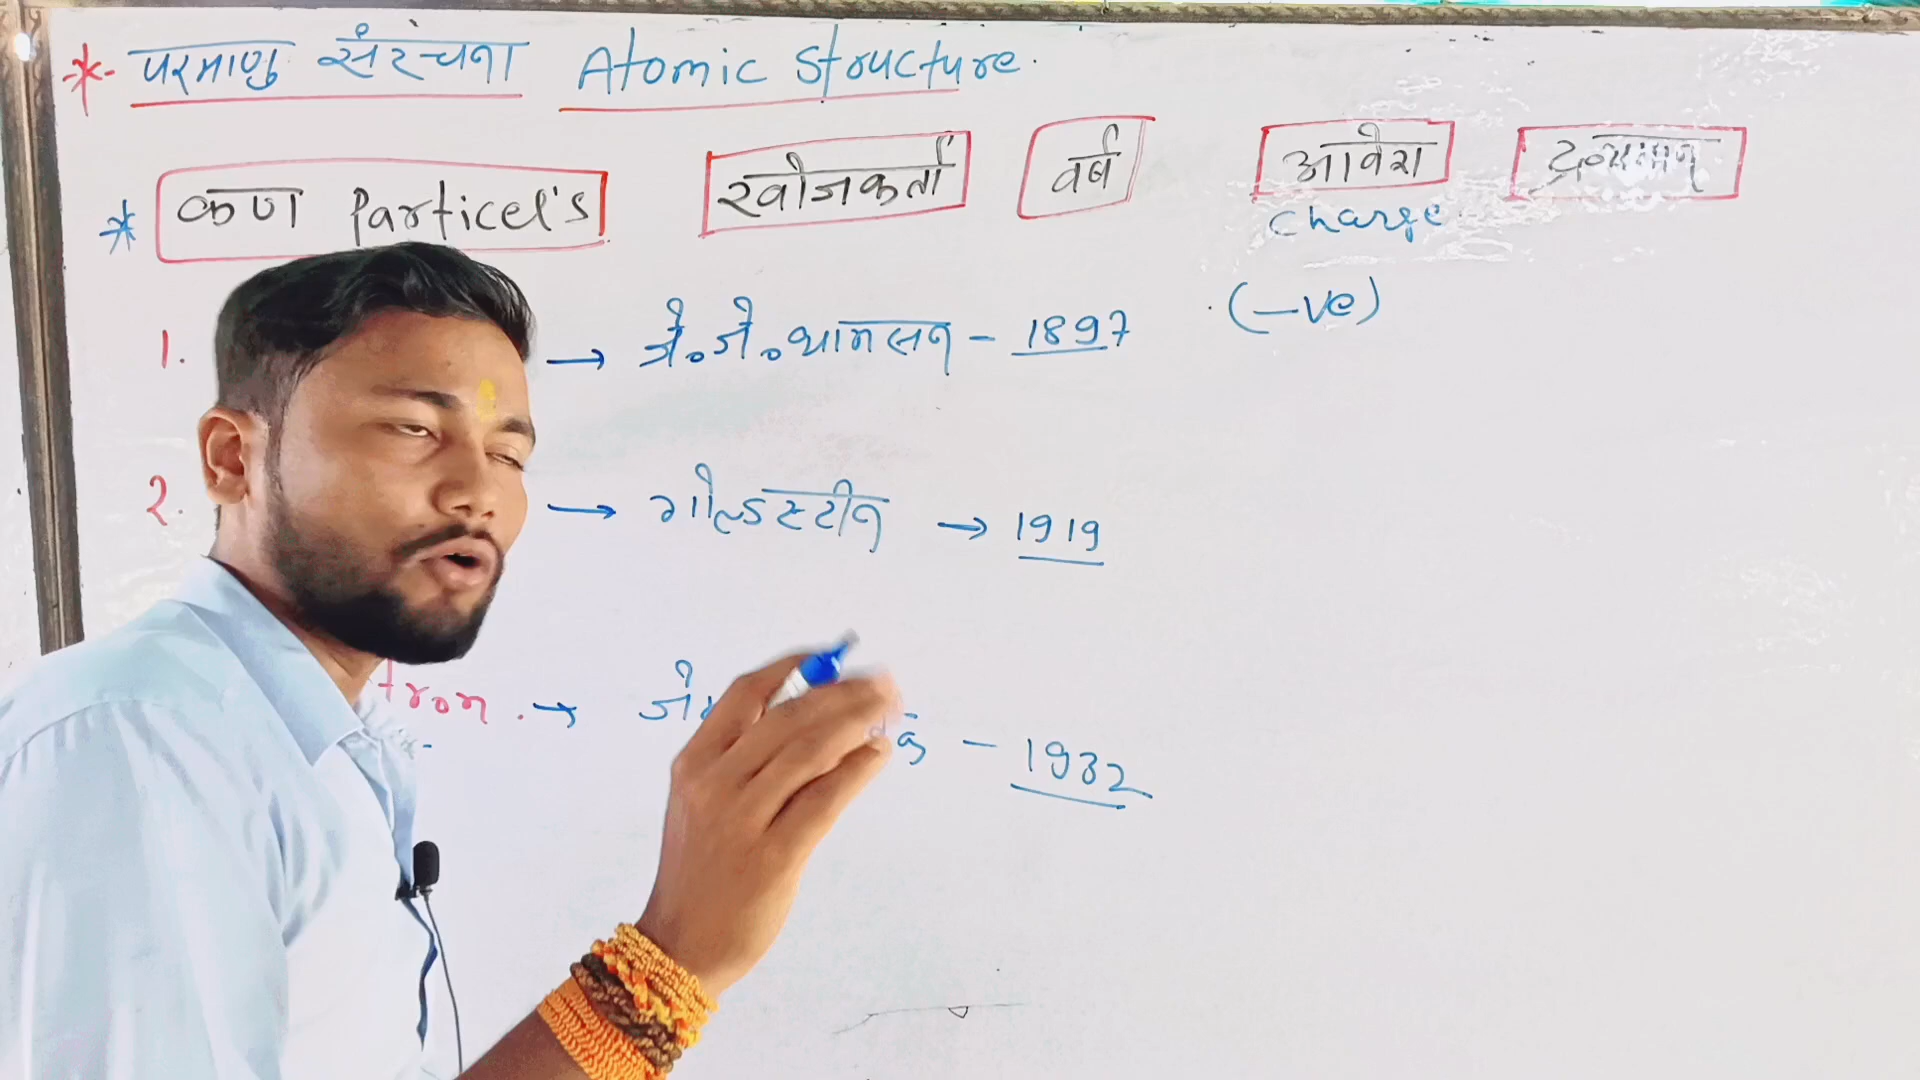 * परमाणु संरचना Atomic Structure.
* कण Particel's खोजकर्ता वर्ष आवेश द्रव्यमान
charge
1. → जे०जे०थामसन - 1897 (-ve)
2. → गोल्डस्टीन → 1919
tron. → - 1932